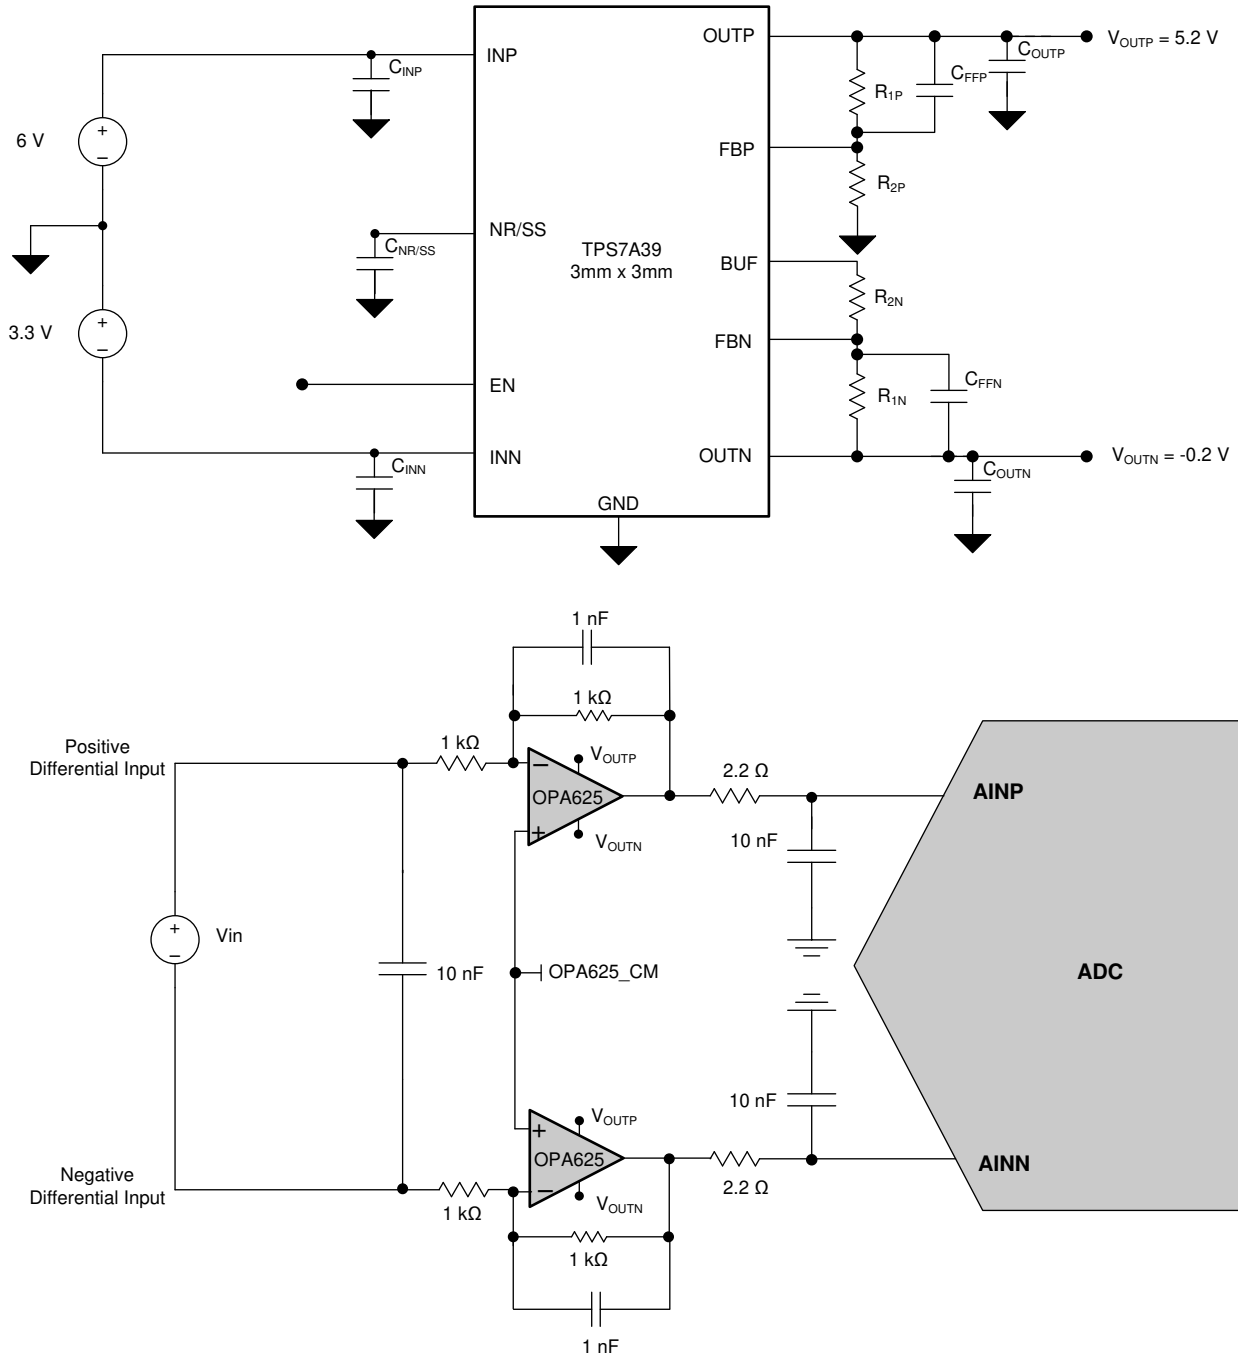 OUTP
V_OUTP = 5.2 V
C_OUTP
INP
C_INP
C_FFP
R_1P
+
6 V
−
FBP
R_2P
NR/SS
C_NR/SS
TPS7A39
3mm x 3mm
BUF
R_2N
+
3.3 V
−
FBN
EN
C_FFN
R_1N
INN
C_INN
OUTN
V_OUTN = -0.2 V
C_OUTN
GND
1 nF
1 kΩ
Positive
Differential Input
1 kΩ
−
V_OUTP
OPA625
+
V_OUTN
2.2 Ω
AINP
10 nF
+
Vin
−
10 nF
OPA625_CM
ADC
10 nF
V_OUTP
+
OPA625
−
V_OUTN
AINN
2.2 Ω
Negative
Differential Input
1 kΩ
1 kΩ
1 nF